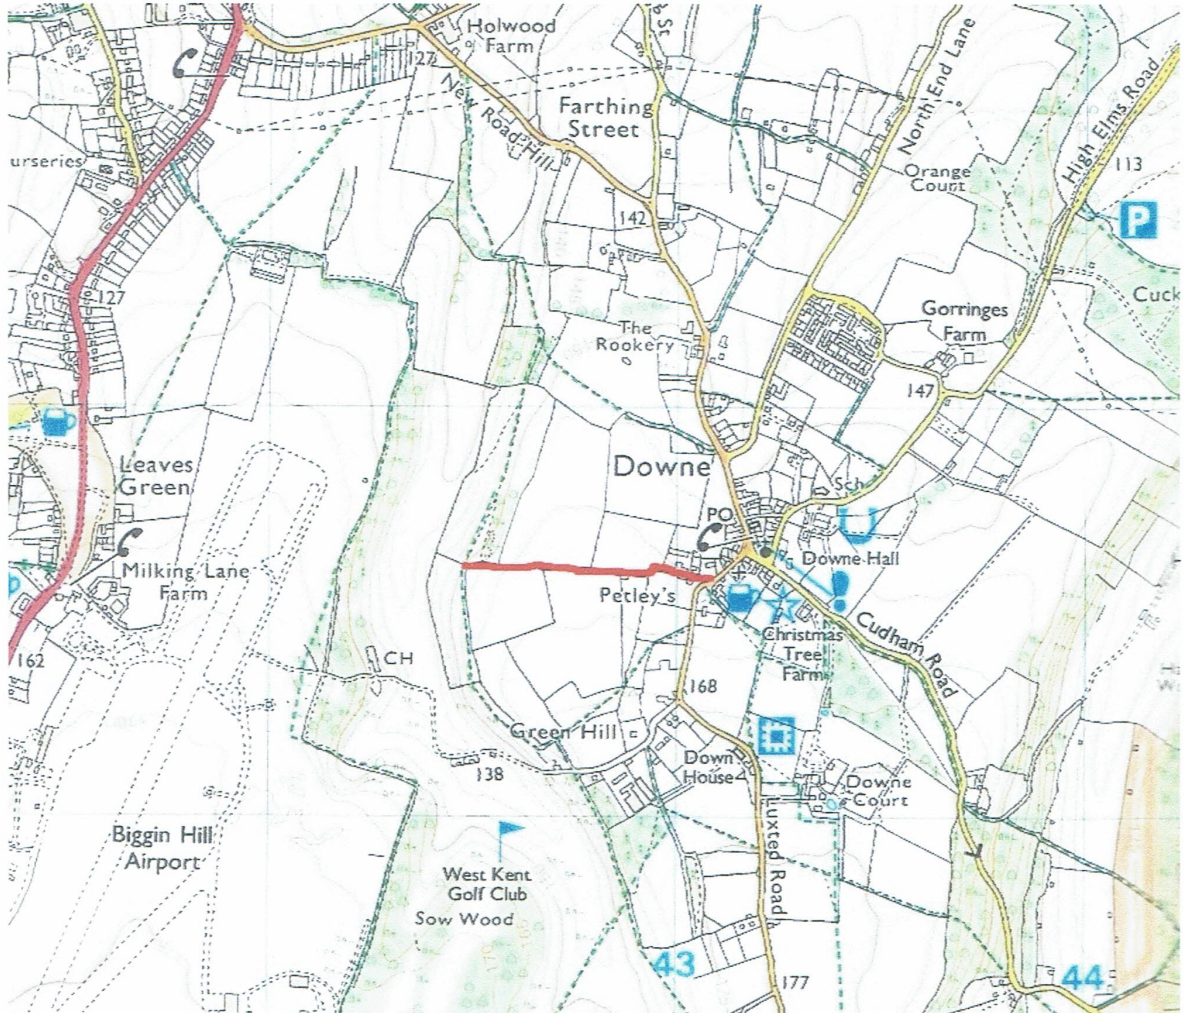 Holwood
Farm
127
New Road Hill
Farthing
Street
North End Lane
High Elms Road
113
P
urseries
Orange
Court
142
127
Cuck
Gorringes
Farm
The
Rookery
147
Leaves
Green
Downe
Sch
PO
Milking Lane
Farm
Downe Hall
Petley's
Christmas
Tree
Farm
Cudham Road
162
CH
168
Green Hill
Down
House
138
Downe
Court
Biggin Hill
Airport
Luxted Road
West Kent
Golf Club
Sow Wood
43
44
177